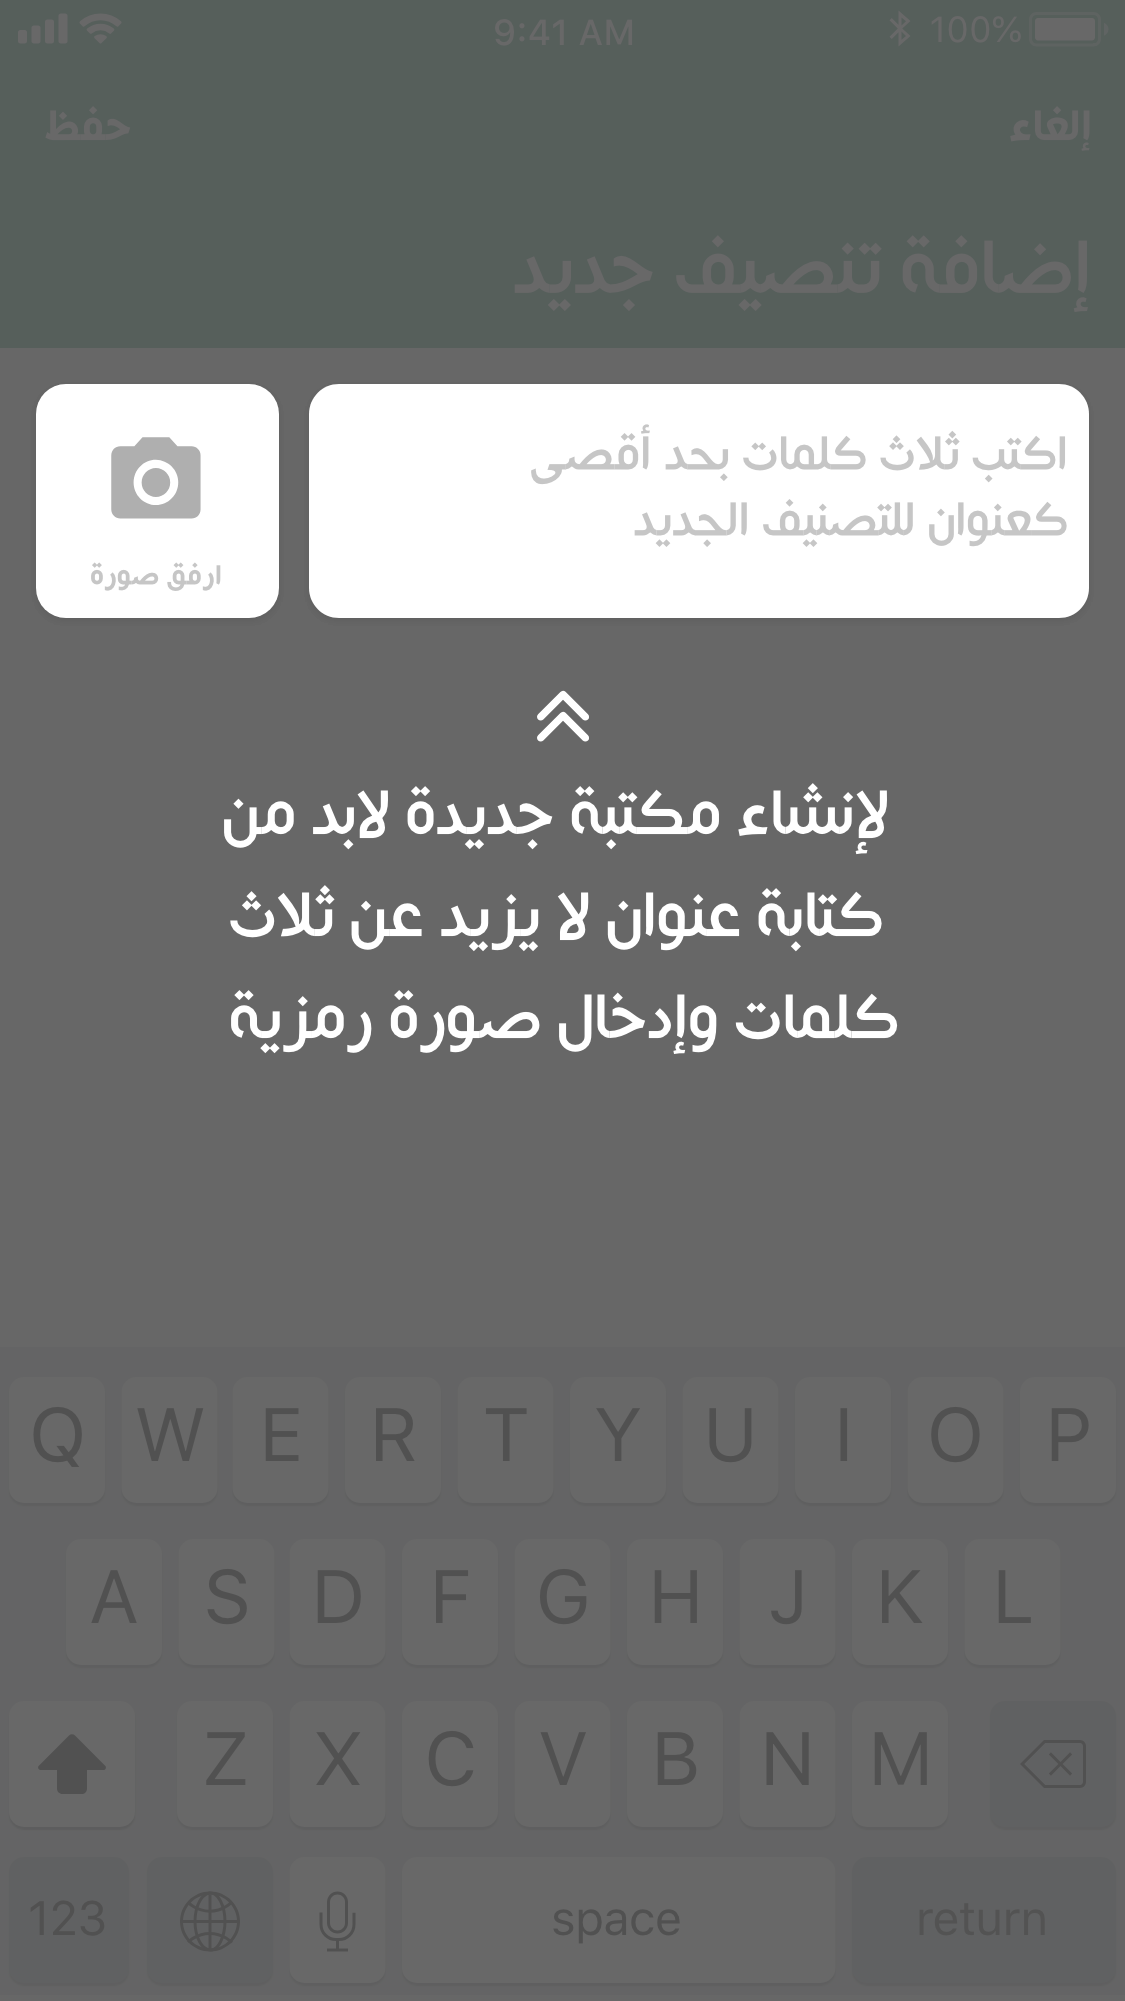 9:41 AM
100%
إلغاء
حفظ
إضافة تنصيف جديد
اكتب ثلاث كلمات بحد أقصى
كعنوان للتصنيف الجديد
ارفق صورة
لإنشاء مكتبة جديدة لابد من
كتابة عنوان لا يزيد عن ثلاث
كلمات وإدخال صورة رمزية
Q W E R T Y U I O P
A S D F G H J K L
Z X C V B N M
123 space return